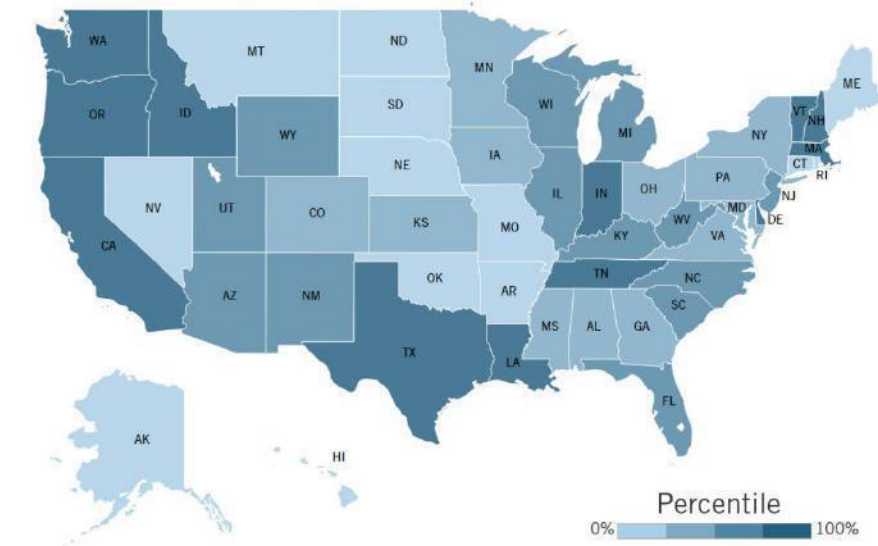 WA
MT
ND
MN
ME
OR
ID
SD
WI
VT
NH
WY
MI
NY
MA
CT
RI
IA
NE
PA
NJ
NV
UT
CO
IL
IN
OH
MD
DE
KS
MO
WV
VA
CA
KY
AZ
NM
OK
AR
TN
NC
SC
MS
AL
GA
TX
LA
FL
AK
HI
Percentile
0% 100%